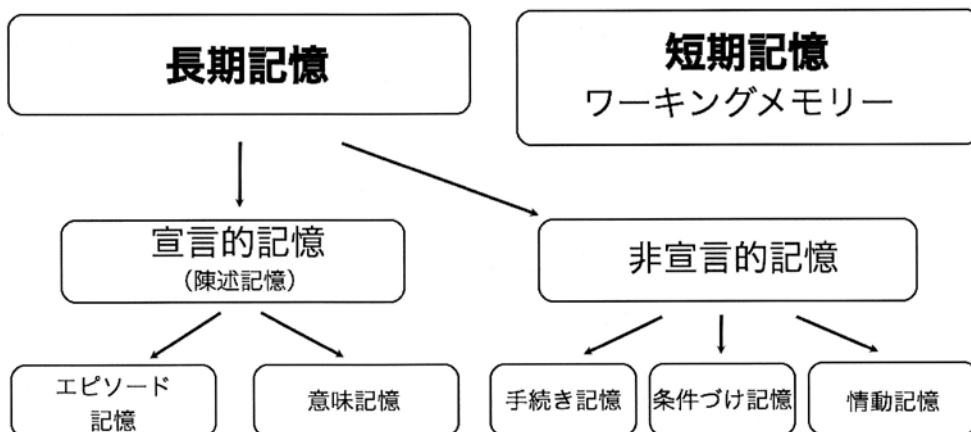 長期記憶
短期記憶
ワーキングメモリー
宣言的記憶
(陳述記憶)
非宣言的記憶
エピソード
記憶
意味記憶
手続き記憶
条件づけ記憶
情動記憶